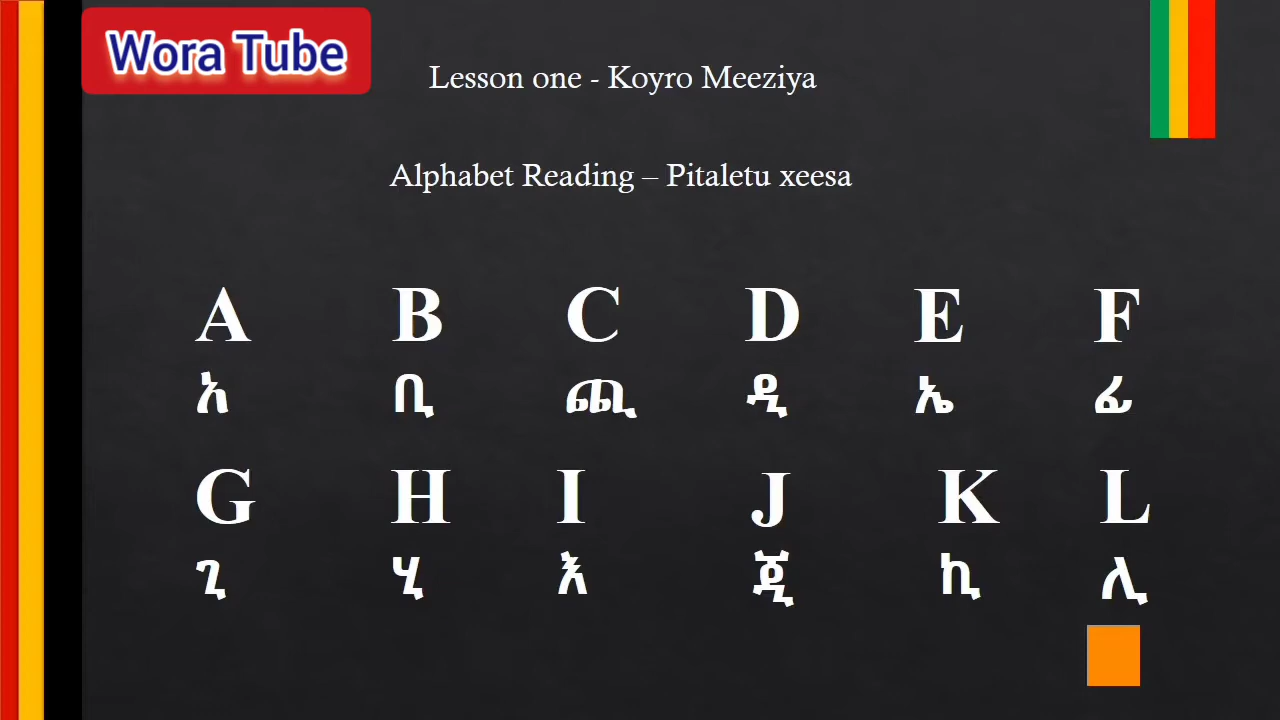 Wora Tube
Lesson one - Koyro Meeziya
Alphabet Reading – Pitaletu xeesa
A B C D E F
አ ቢ ጪ ዲ ኤ ፊ
G H I J K L
ጊ ሂ እ ጂ ኪ ሊ